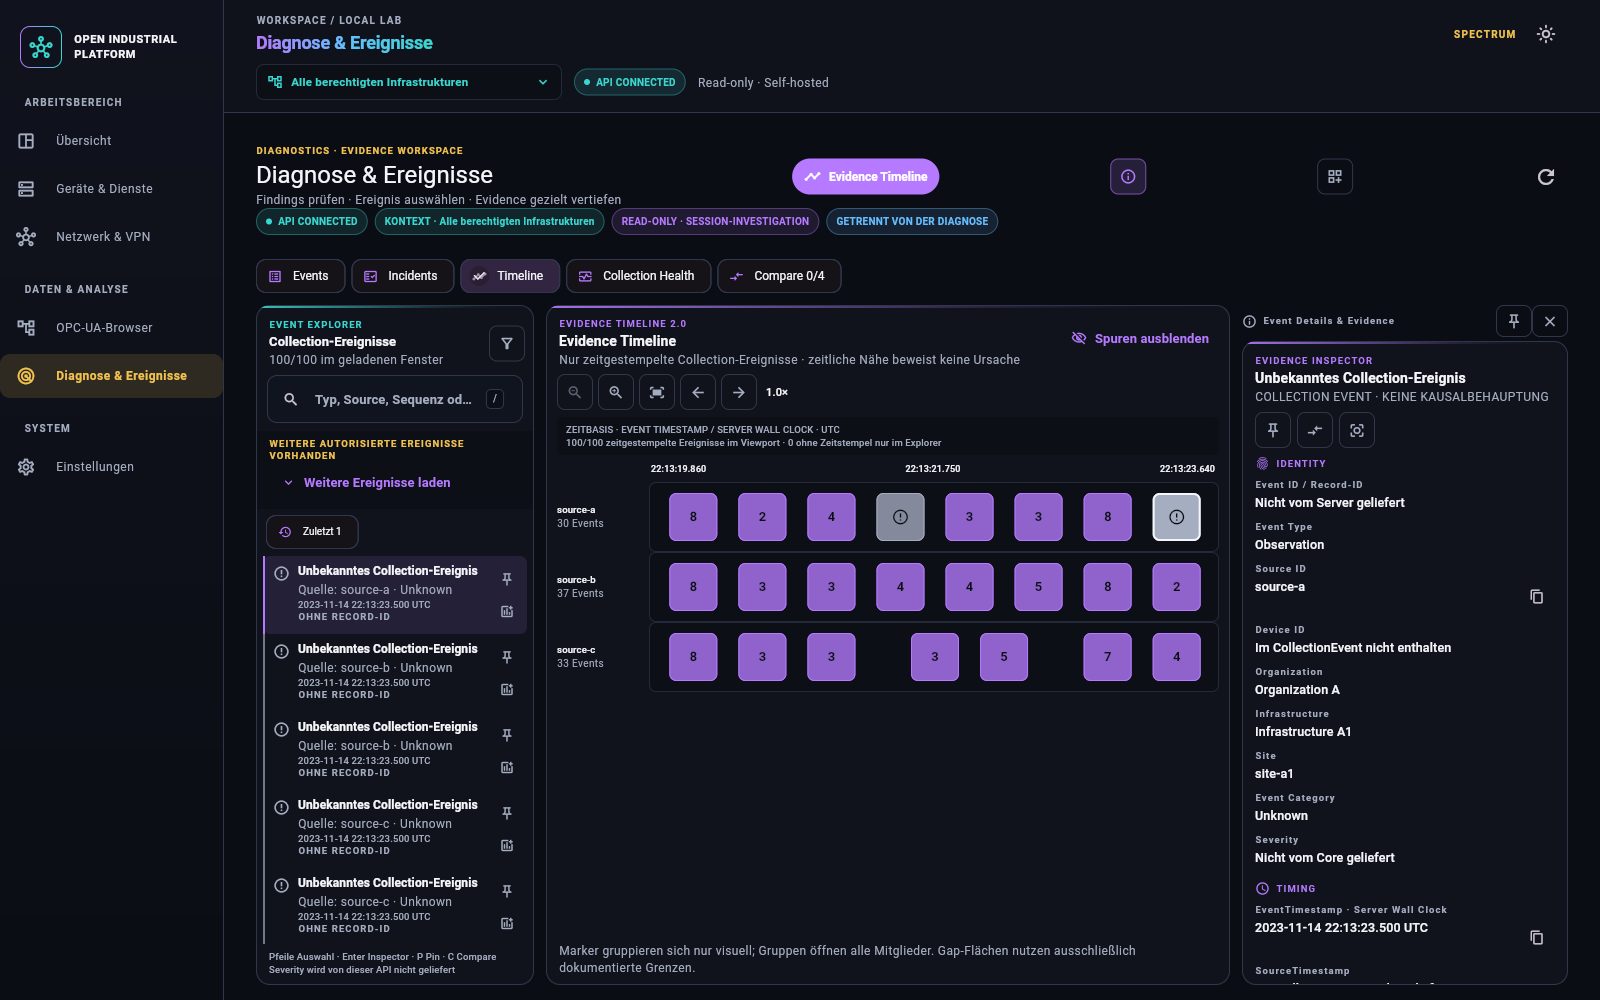 OPEN INDUSTRIAL
PLATFORM
ARBEITSBEREICH
Übersicht
Geräte & Dienste
Netzwerk & VPN
DATEN & ANALYSE
OPC-UA-Browser
Diagnose & Ereignisse
SYSTEM
Einstellungen
WORKSPACE / LOCAL LAB
Diagnose & Ereignisse
SPECTRUM
Alle berechtigten Infrastrukturen
API CONNECTED
Read-only · Self-hosted
DIAGNOSTICS · EVIDENCE WORKSPACE
Diagnose & Ereignisse
Findings prüfen · Ereignis auswählen · Evidence gezielt vertiefen
Evidence Timeline
API CONNECTED
KONTEXT · Alle berechtigten Infrastrukturen
READ-ONLY · SESSION-INVESTIGATION
GETRENNT VON DER DIAGNOSE
Events
Incidents
Timeline
Collection Health
Compare 0/4
EVENT EXPLORER
Collection-Ereignisse
100/100 im geladenen Fenster
Typ, Source, Sequenz od…
/
WEITERE AUTORISIERTE EREIGNISSE
VORHANDEN
Weitere Ereignisse laden
Zuletzt 1
Unbekanntes Collection-Ereignis
Quelle: source-a · Unknown
2023-11-14 22:13:23.500 UTC
OHNE RECORD-ID
Unbekanntes Collection-Ereignis
Quelle: source-b · Unknown
2023-11-14 22:13:23.500 UTC
OHNE RECORD-ID
Unbekanntes Collection-Ereignis
Quelle: source-b · Unknown
2023-11-14 22:13:23.500 UTC
OHNE RECORD-ID
Unbekanntes Collection-Ereignis
Quelle: source-c · Unknown
2023-11-14 22:13:23.500 UTC
OHNE RECORD-ID
Unbekanntes Collection-Ereignis
Quelle: source-c · Unknown
2023-11-14 22:13:23.500 UTC
OHNE RECORD-ID
Pfeile Auswahl · Enter Inspector · P Pin · C Compare
Severity wird von dieser API nicht geliefert
EVIDENCE TIMELINE 2.0
Evidence Timeline
Nur zeitgestempelte Collection-Ereignisse · zeitliche Nähe beweist keine Ursache
Spuren ausblenden
1.0×
ZEITBASIS · EVENT TIMESTAMP / SERVER WALL CLOCK · UTC
100/100 zeitgestempelte Ereignisse im Viewport · 0 ohne Zeitstempel nur im Explorer
22:13:19.860 22:13:21.750 22:13:23.640
source-a
30 Events
8 2 4 3 3 8
source-b
37 Events
8 3 3 4 4 5 8 2
source-c
33 Events
8 3 3 3 5 7 4
Marker gruppieren sich nur visuell; Gruppen öffnen alle Mitglieder. Gap-Flächen nutzen ausschließlich
dokumentierte Grenzen.
Event Details & Evidence
EVIDENCE INSPECTOR
Unbekanntes Collection-Ereignis
COLLECTION EVENT · KEINE KAUSALBEHAUPTUNG
IDENTITY
Event ID / Record-ID
Nicht vom Server geliefert
Event Type
Observation
Source ID
source-a
Device ID
Im CollectionEvent nicht enthalten
Organization
Organization A
Infrastructure
Infrastructure A1
Site
site-a1
Event Category
Unknown
Severity
Nicht vom Core geliefert
TIMING
EventTimestamp · Server Wall Clock
2023-11-14 22:13:23.500 UTC
SourceTimestamp